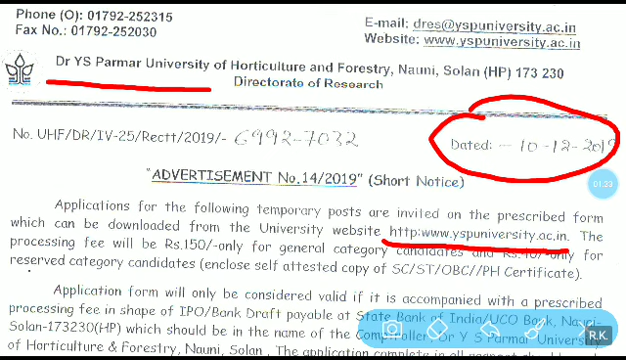 Phone (O): 01792-252315
Fax No.: 01792-252030
E-mail: dres@yspuniversity.ac.in
Website: www.yspuniversity.ac.in
Dr YS Parmar University of Horticulture and Forestry, Nauni, Solan (HP) 173 230
Directorate of Research
No. UHF/DR/IV-25/Rectt/2019/- 6992-7032
Dated: - 10-12-2019
01:22
"ADVERTISEMENT No.14/2019" (Short Notice)
Applications for the following temporary posts are invited on the prescribed form
which can be downloaded from the University website http:www.yspuniversity.ac.in. The
processing fee will be Rs.150/-only for general category candidates and Rs. /-only for
reserved category candidates (enclose self attested copy of SC/ST/OBC//PH Certificate).
Application form will only be considered valid if it is accompanied with a prescribed
processing fee in shape of IPO/Bank Draft payable at State Bank of India/UCO Bank, Nauni-
Solan-173230(HP) which should be in the name of the Comptroller, Dr Y S Parmar University
of Horticulture & Forestry, Nauni, Solan. The application complete in all
R.K.